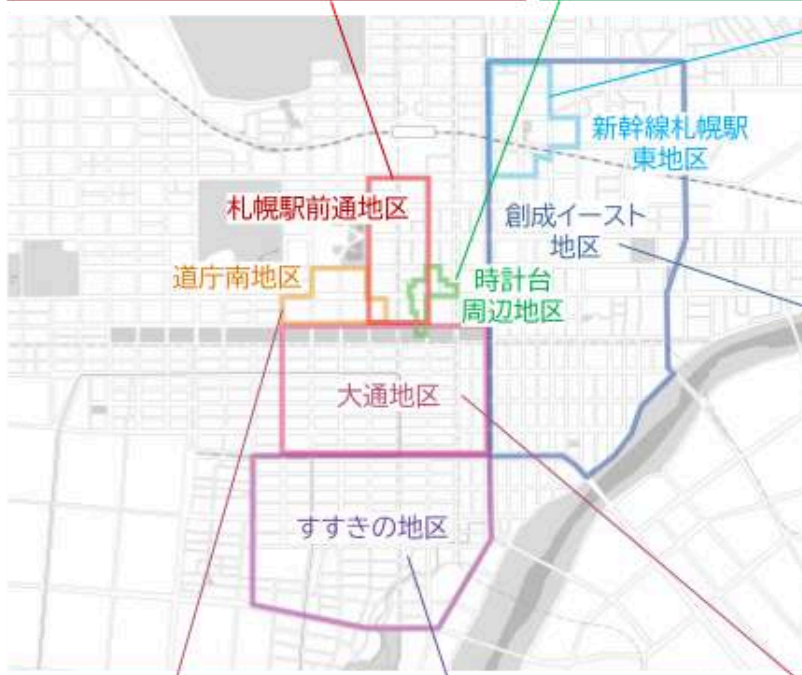 新幹線札幌駅
東地区
札幌駅前通地区
創成イースト
地区
道庁南地区
時計台
周辺地区
大通地区
すすきの地区